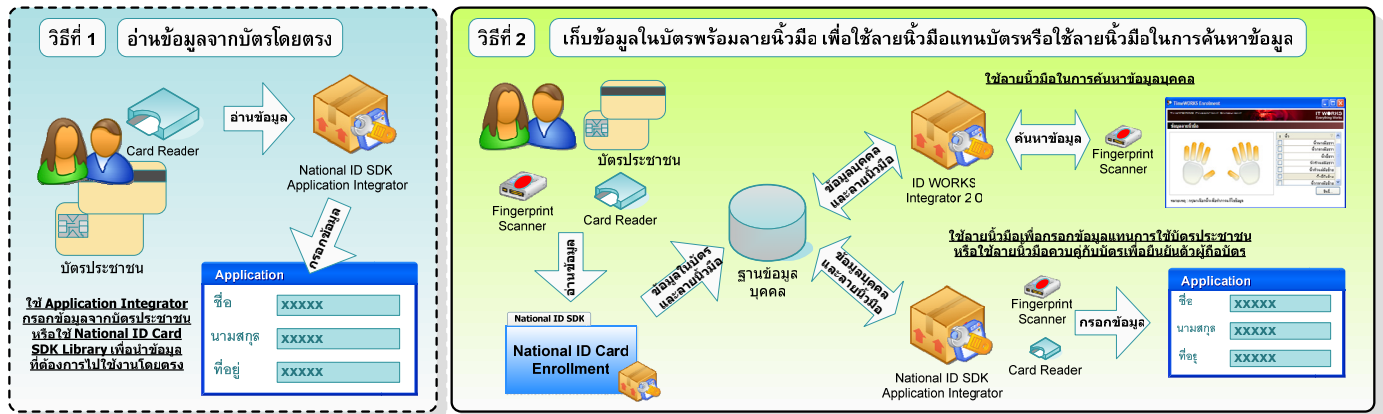 วิธีที่ 1
อ่านข้อมูลจากบัตรโดยตรง
Card Reader
อ่านข้อมูล
National ID SDK
Application Integrator
บัตรประชาชน
กรอกข้อมูล
ใช้ Application Integrator
กรอกข้อมูลจากบัตรประชาชน
หรือใช้ National ID Card
SDK Library เพื่อนำข้อมูล
ที่ต้องการไปใช้งานโดยตรง
Application
ชื่อ
xxxxx
นามสกุล
xxxxx
ที่อยู่
xxxxx
วิธีที่ 2
เก็บข้อมูลในบัตรพร้อมลายนิ้วมือ เพื่อใช้ลายนิ้วมือแทนบัตรหรือใช้ลายนิ้วมือในการค้นหาข้อมูล
บัตรประชาชน
Fingerprint
Scanner
Card Reader
อ่านข้อมูล
National ID SDK
National ID Card
Enrollment
ข้อมูลในบัตร
และลายนิ้วมือ
ฐานข้อมูล
บุคคล
ข้อมูลบุคคล
และลายนิ้วมือ
ใช้ลายนิ้วมือในการค้นหาข้อมูลบุคคล
ID WORKS
Integrator 2.0
ค้นหาข้อมูล
Fingerprint
Scanner
TimeWORKS Enrollment
IT WORKS
ข้อมูลลายนิ้วมือ
ข้อมูลบุคคล
และลายนิ้วมือ
ใช้ลายนิ้วมือเพื่อกรอกข้อมูลแทนการใช้บัตรประชาชน
หรือใช้ลายนิ้วมือควบคู่กับบัตรเพื่อยืนยันตัวผู้ถือบัตร
National ID SDK
Application Integrator
Fingerprint
Scanner
กรอกข้อมูล
Card Reader
Application
ชื่อ
xxxxx
นามสกุล
xxxxx
ที่อยู่
xxxxx